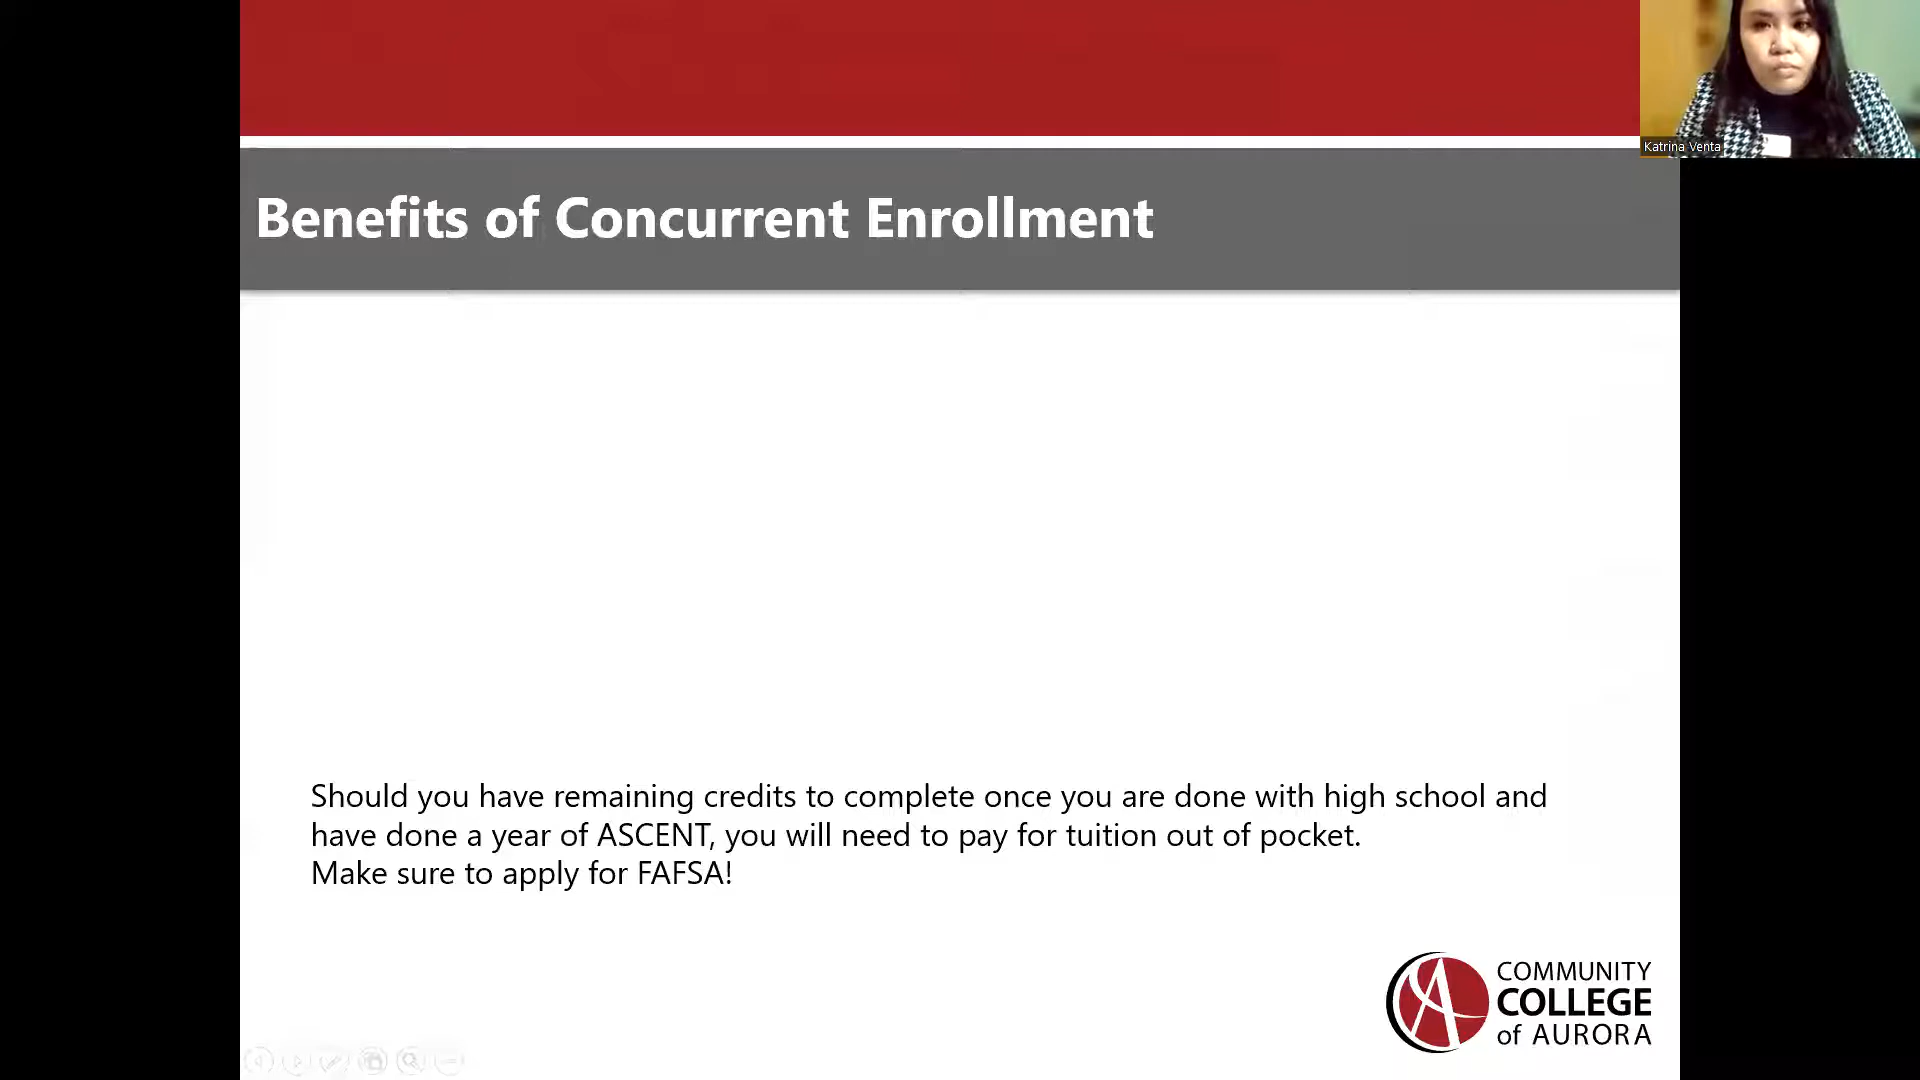 Katrina Venta
Benefits of Concurrent Enrollment
Should you have remaining credits to complete once you are done with high school and
have done a year of ASCENT, you will need to pay for tuition out of pocket.
Make sure to apply for FAFSA!
COMMUNITY
COLLEGE
of AURORA